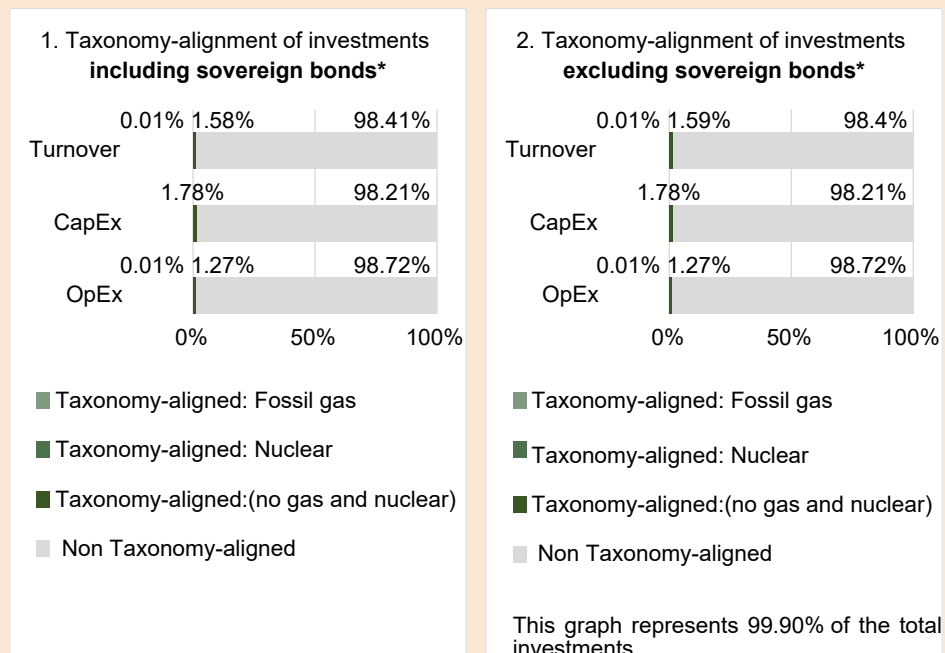 1. Taxonomy-alignment of investments
including sovereign bonds*
0.01% 1.58% 98.41%
Turnover
1.78% 98.21%
CapEx
0.01% 1.27% 98.72%
OpEx
0% 50% 100%
Taxonomy-aligned: Fossil gas
Taxonomy-aligned: Nuclear
Taxonomy-aligned:(no gas and nuclear)
Non Taxonomy-aligned
2. Taxonomy-alignment of investments
excluding sovereign bonds*
0.01% 1.59% 98.4%
Turnover
1.78% 98.21%
CapEx
0.01% 1.27% 98.72%
OpEx
0% 50% 100%
Taxonomy-aligned: Fossil gas
Taxonomy-aligned: Nuclear
Taxonomy-aligned:(no gas and nuclear)
Non Taxonomy-aligned
This graph represents 99.90% of the total
investments